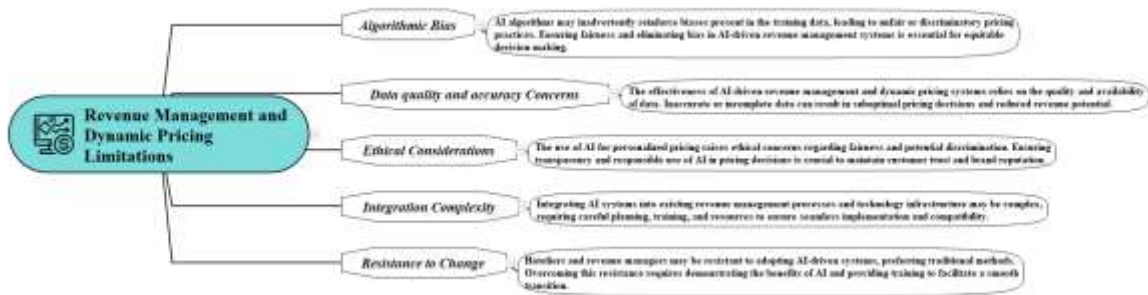 Revenue Management and
Dynamic Pricing
Limitations
Algorithmic Bias
AI algorithms may inadvertently reinforce biases present in the training data, leading to unfair or discriminatory pricing
practices. Ensuring fairness and eliminating bias in AI-driven revenue management systems is essential for equitable
decision making.
Data quality and accuracy Concerns
The effectiveness of AI-driven revenue management and dynamic pricing systems relies on the quality and availability
of data. Inaccurate or incomplete data can result in suboptimal pricing decisions and reduced revenue potential.
Ethical Considerations
The use of AI for personalized pricing raises ethical concerns regarding fairness and potential discrimination. Ensuring
transparency and responsible use of AI in pricing decisions is crucial to maintain customer trust and brand reputation.
Integration Complexity
Integrating AI systems into existing revenue management processes and technology infrastructure may be complex,
requiring careful planning, training, and resources to ensure seamless implementation and compatibility.
Resistance to Change
Hoteliers and revenue managers may be resistant to adopting AI-driven systems, preferring traditional methods.
Overcoming this resistance requires demonstrating the benefits of AI and providing training to facilitate a smooth
transition.